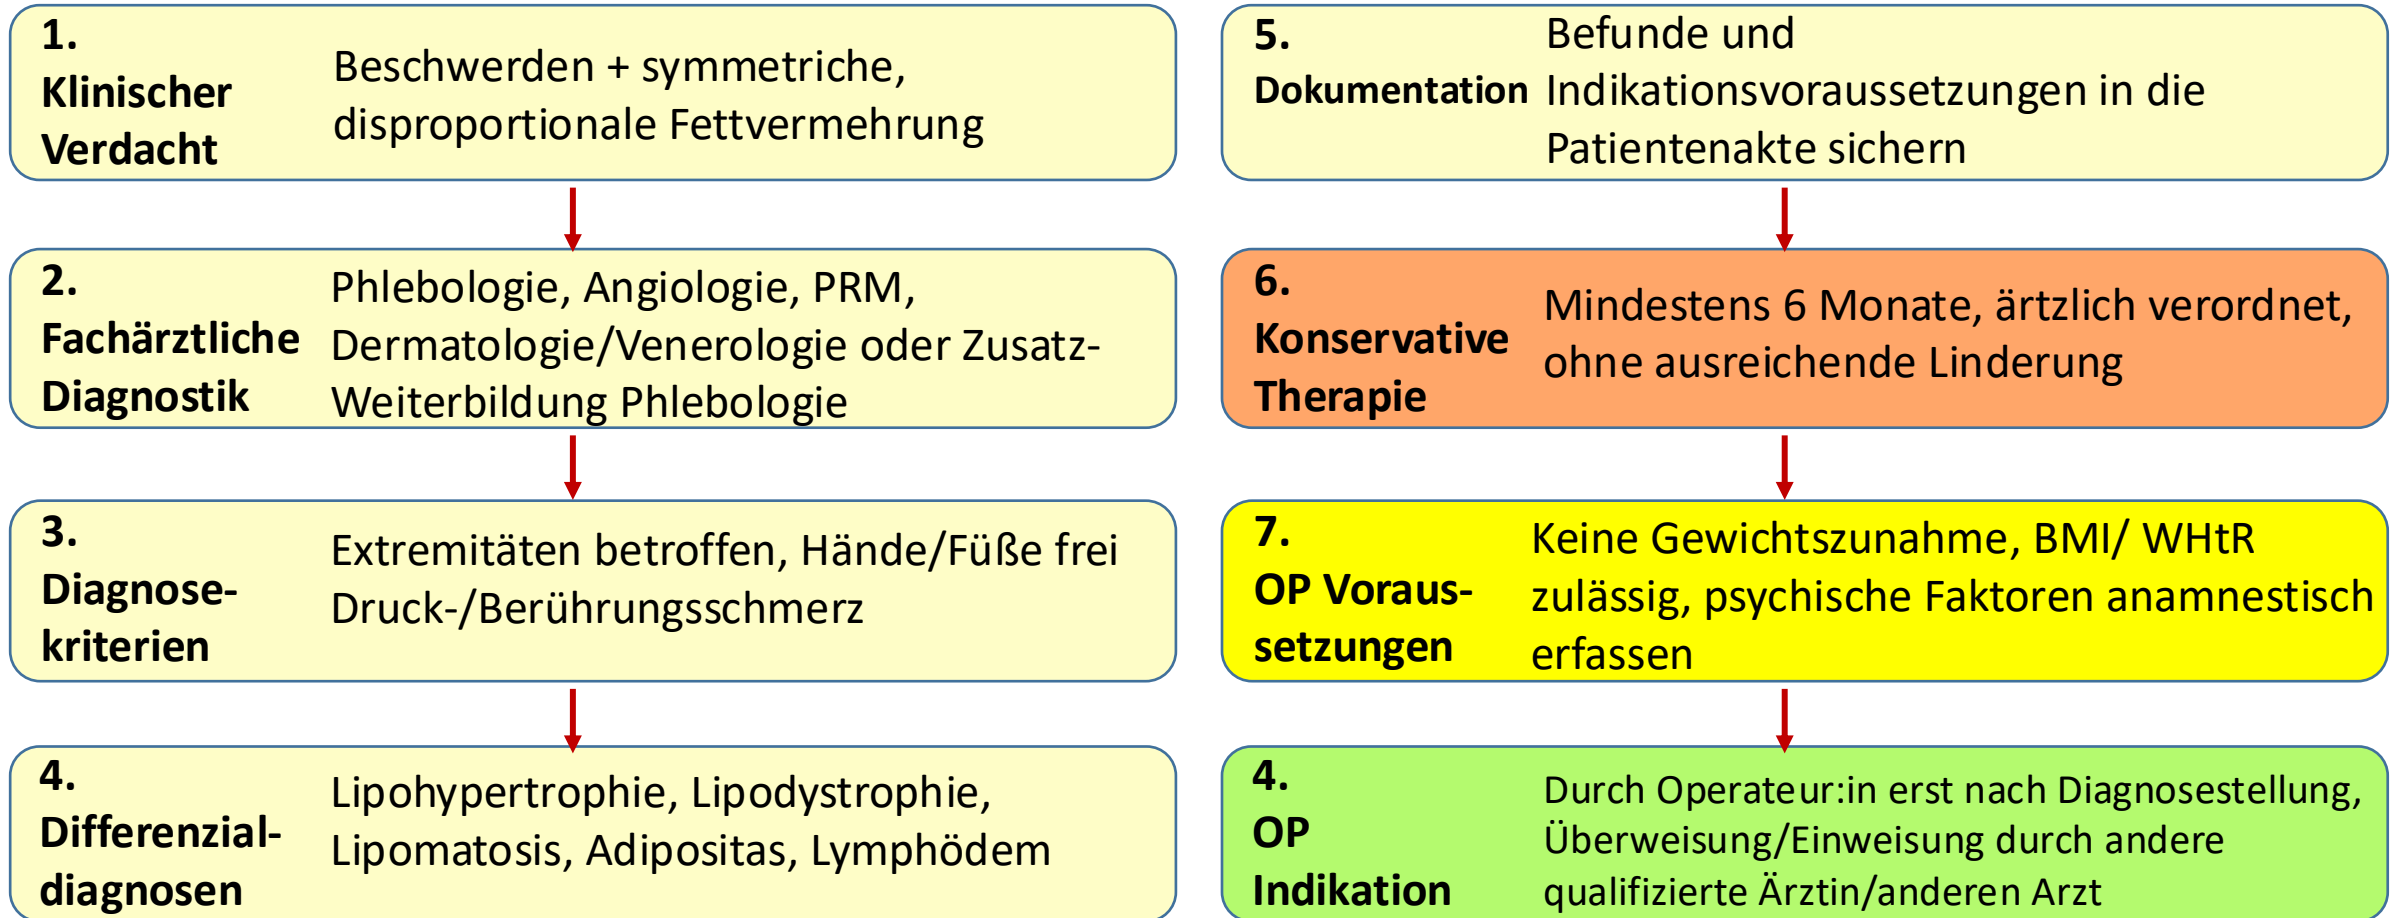 1.
Klinischer
Verdacht
Beschwerden + symmetriche,
disproportionale Fettvermehrung
2.
Fachärztliche
Diagnostik
Phlebologie, Angiologie, PRM,
Dermatologie/Venerologie oder Zusatz-
Weiterbildung Phlebologie
3.
Diagnose-
kriterien
Extremitäten betroffen, Hände/Füße frei
Druck-/Berührungsschmerz
4.
Differenzial-
diagnosen
Lipohypertrophie, Lipodystrophie,
Lipomatosis, Adipositas, Lymphödem
5.
Dokumentation
Befunde und
Indikationsvoraussetzungen in die
Patientenakte sichern
6.
Konservative
Therapie
Mindestens 6 Monate, ärtzlich verordnet,
ohne ausreichende Linderung
7.
OP Voraus-
setzungen
Keine Gewichtszunahme, BMI/ WHtR
zulässig, psychische Faktoren anamnestisch
erfassen
4.
OP
Indikation
Durch Operateur:in erst nach Diagnosestellung,
Überweisung/Einweisung durch andere
qualifizierte Ärztin/anderen Arzt